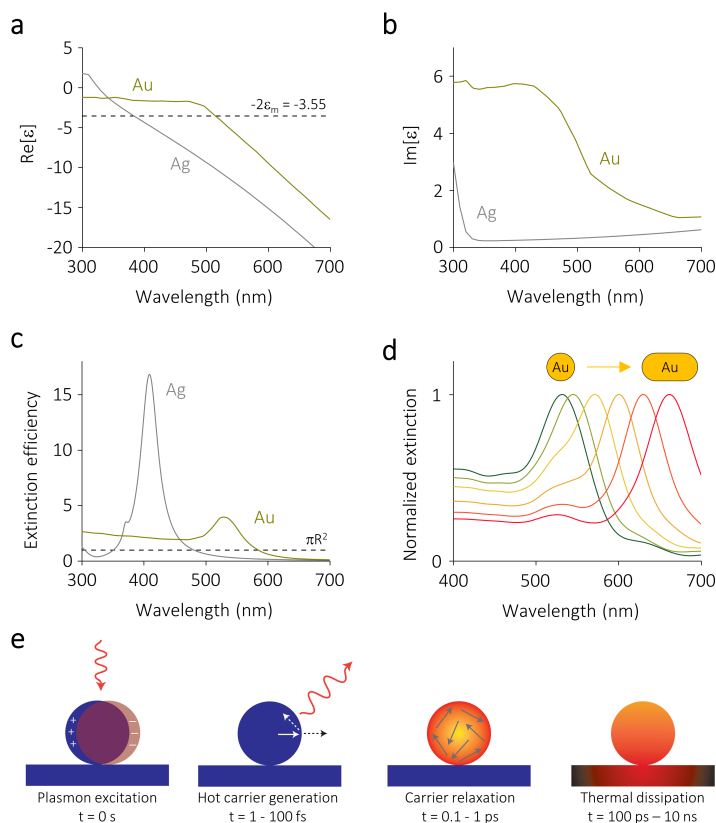 a
5
0
-5
-10
-15
-20
Re[ε]
Au
-2εm = -3.55
Ag
300 400 500 600 700
Wavelength (nm)
b
6
4
2
0
Im[ε]
Au
Ag
300 400 500 600 700
Wavelength (nm)
c
15
10
5
0
Extinction efficiency
Ag
Au
πR²
300 400 500 600 700
Wavelength (nm)
d
Au Au
1
0
Normalized extinction
400 500 600 700
Wavelength (nm)
e
+ + +
− − −
Plasmon excitation
t = 0 s
Hot carrier generation
t = 1 - 100 fs
Carrier relaxation
t = 0.1 - 1 ps
Thermal dissipation
t = 100 ps – 10 ns